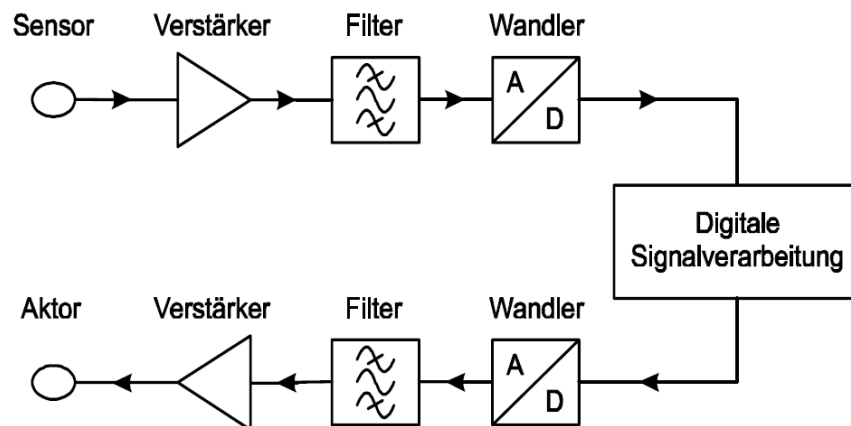 Sensor Verstärker Filter Wandler
A
D
Digitale
Signalverarbeitung
Aktor Verstärker Filter Wandler
A
D